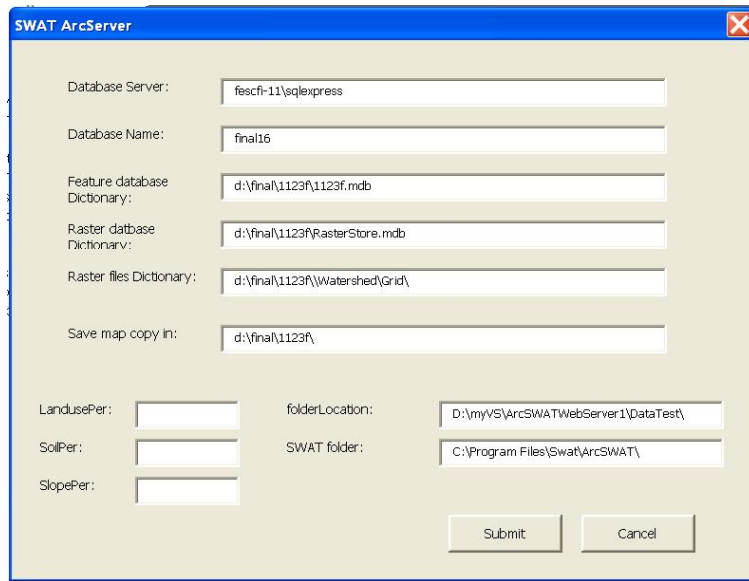 SWAT ArcServer
Database Server:
fescfi-11\sqlexpress
Database Name:
final16
Feature database
Dictionary:
d:\final\1123f\1123f.mdb
Raster datbase
Dictionary:
d:\final\1123f\RasterStore.mdb
Raster files Dictionary:
d:\final\1123f\\Watershed\Grid\
Save map copy in:
d:\final\1123f\
LandusePer:
folderLocation:
D:\myVS\ArcSWATWebServer1\DataTest\
SoilPer:
SWAT folder:
C:\Program Files\Swat\ArcSWAT\
SlopePer:
Submit
Cancel